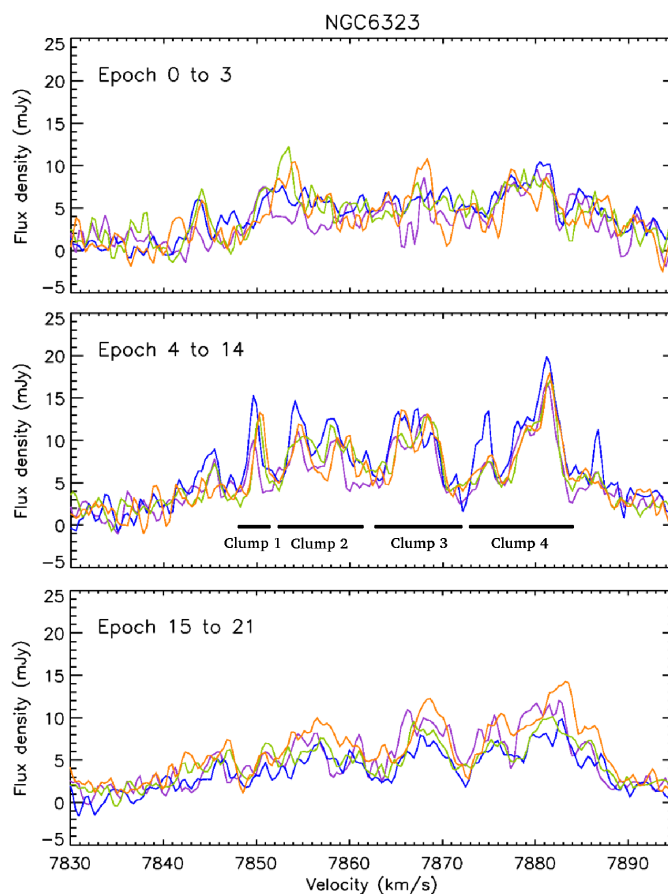 NGC6323
Epoch 0 to 3
Flux density (mJy)
25
20
15
10
5
0
−5
Epoch 4 to 14
Flux density (mJy)
25
20
15
10
5
0
−5
Clump 1 Clump 2 Clump 3 Clump 4
Epoch 15 to 21
Flux density (mJy)
25
20
15
10
5
0
−5
7830 7840 7850 7860 7870 7880 7890
Velocity (km/s)